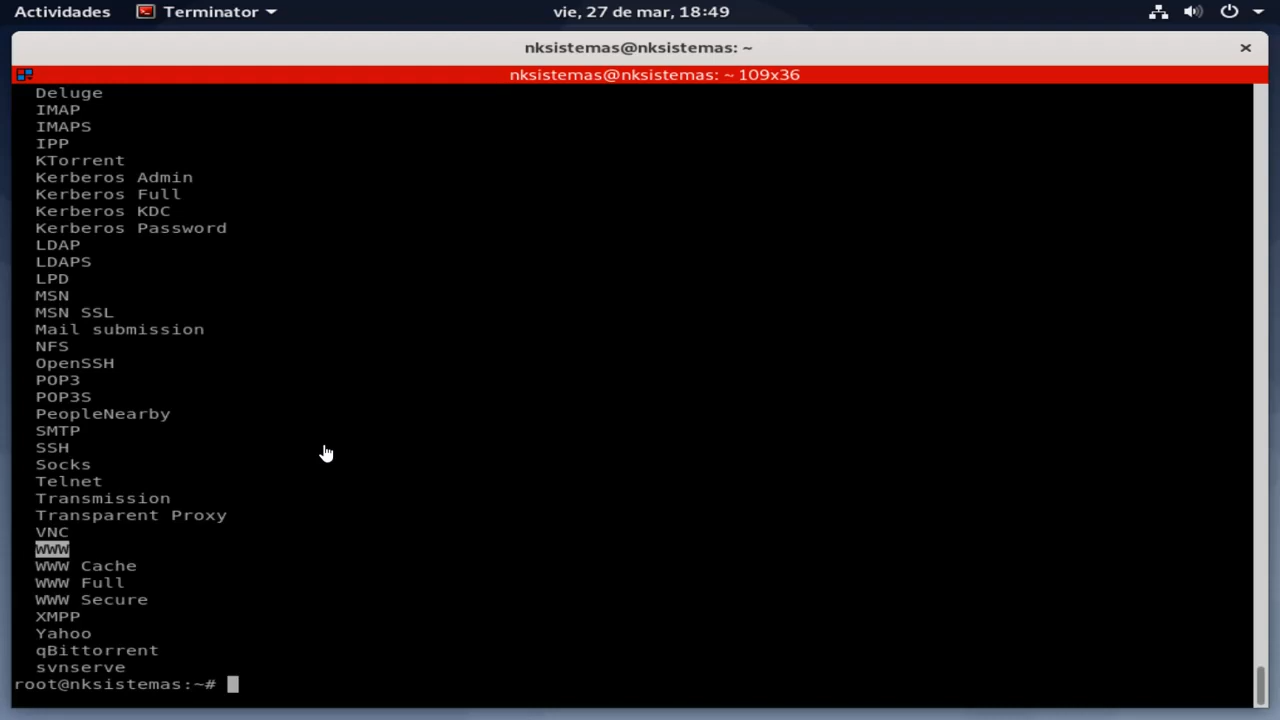 Actividades
Terminator
vie, 27 de mar, 18:49
nksistemas@nksistemas: ~
nksistemas@nksistemas: ~ 109x36
Deluge
IMAP
IMAPS
IPP
KTorrent
Kerberos Admin
Kerberos Full
Kerberos KDC
Kerberos Password
LDAP
LDAPS
LPD
MSN
MSN SSL
Mail submission
NFS
OpenSSH
POP3
POP3S
PeopleNearby
SMTP
SSH
Socks
Telnet
Transmission
Transparent Proxy
VNC
WWW
WWW Cache
WWW Full
WWW Secure
XMPP
Yahoo
qBittorrent
svnserve
root@nksistemas:~#